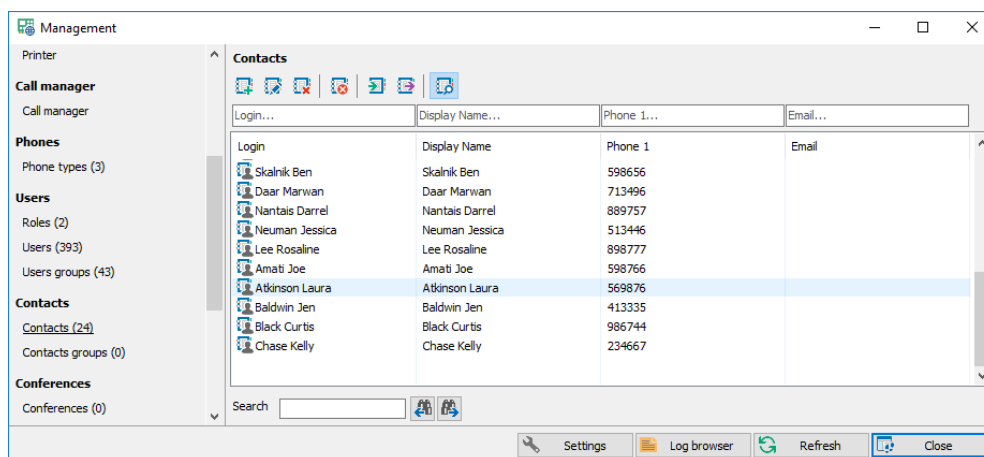 Management
Printer
Call manager
Call manager
Phones
Phone types (3)
Users
Roles (2)
Users (393)
Users groups (43)
Contacts
Contacts (24)
Contacts groups (0)
Conferences
Conferences (0)
Contacts
Login... Display Name... Phone 1... Email...
Login Display Name Phone 1 Email
Skalnik Ben Skalnik Ben 598656
Daar Marwan Daar Marwan 713496
Nantais Darrel Nantais Darrel 889757
Neuman Jessica Neuman Jessica 513446
Lee Rosaline Lee Rosaline 898777
Amati Joe Amati Joe 598766
Atkinson Laura Atkinson Laura 569876
Baldwin Jen Baldwin Jen 413335
Black Curtis Black Curtis 986744
Chase Kelly Chase Kelly 234667
Search
Settings Log browser Refresh Close